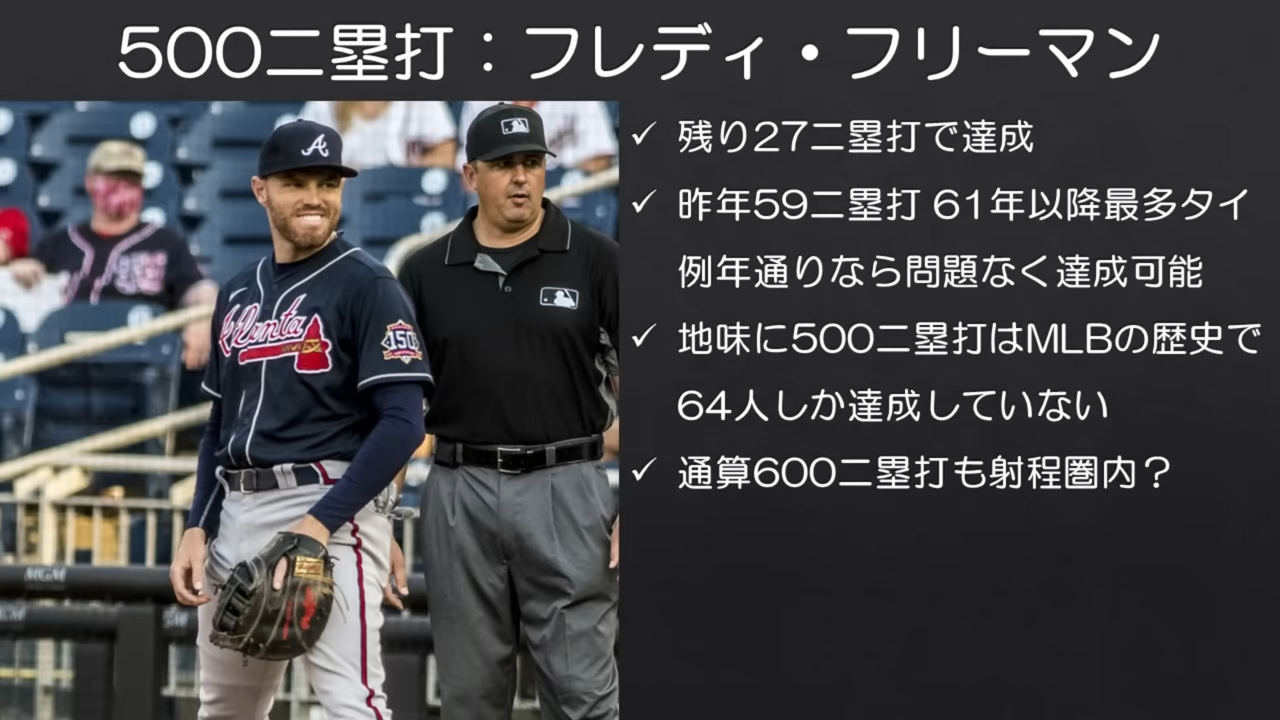 500二塁打：フレディ・フリーマン
✓ 残り27二塁打で達成
✓ 昨年59二塁打 61年以降最多タイ
例年通りなら問題なく達成可能
✓ 地味に500二塁打はMLBの歴史で
64人しか達成していない
✓ 通算600二塁打も射程圏内？
A
Atlanta
150
MGM